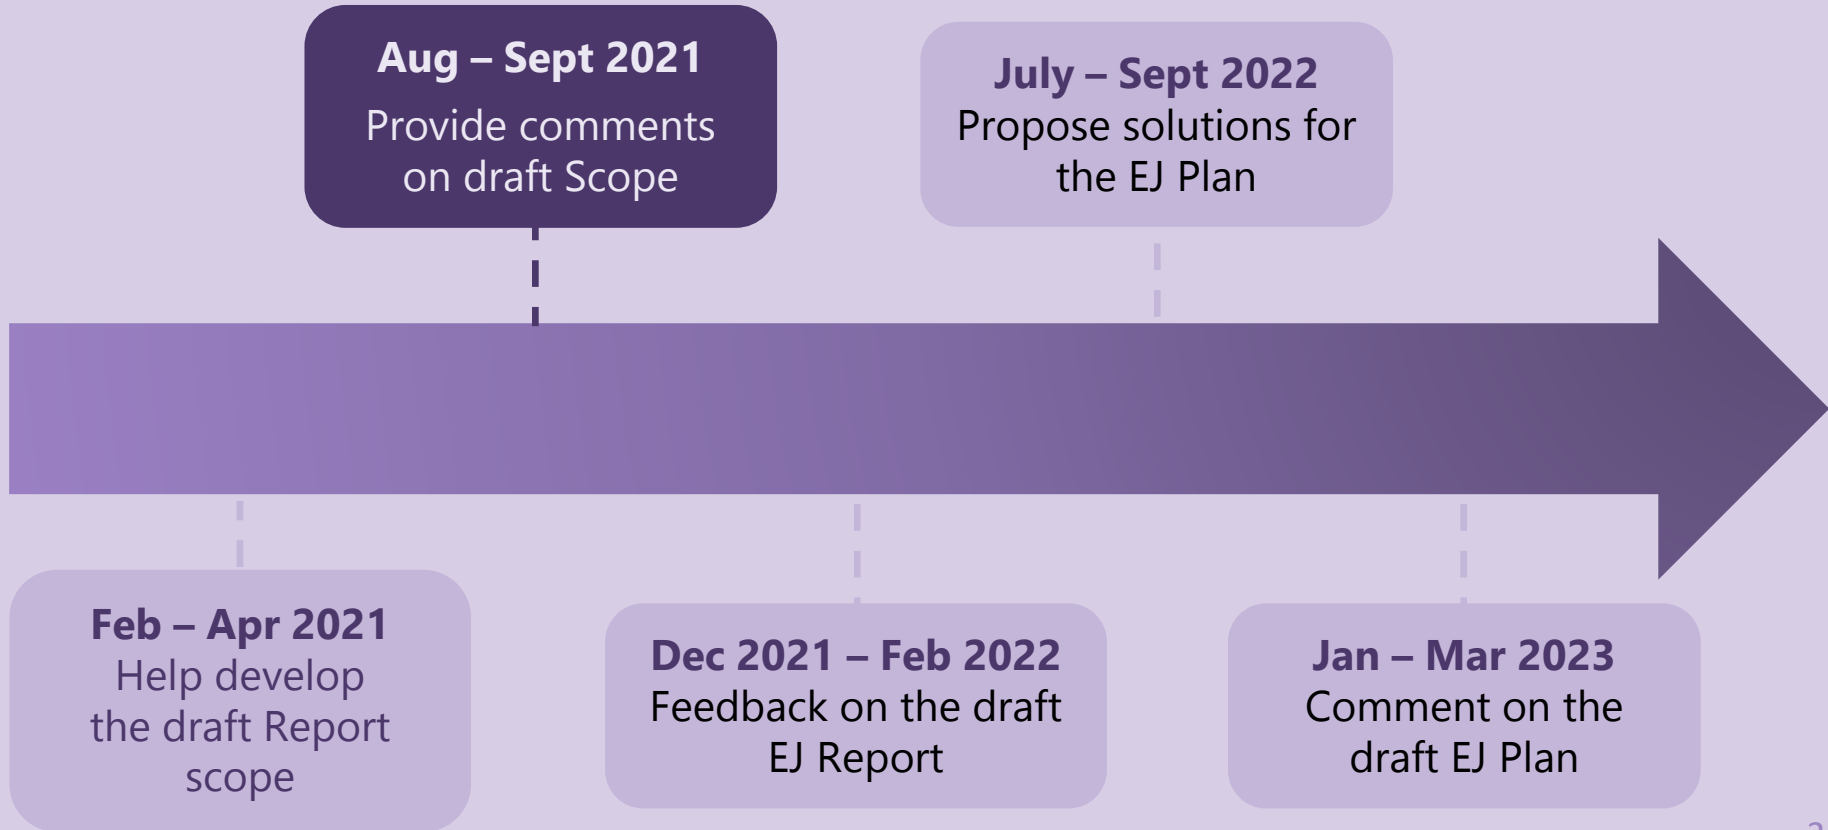 Aug – Sept 2021
Provide comments
on draft Scope
July – Sept 2022
Propose solutions for
the EJ Plan
Feb – Apr 2021
Help develop
the draft Report
scope
Dec 2021 – Feb 2022
Feedback on the draft
EJ Report
Jan – Mar 2023
Comment on the
draft EJ Plan